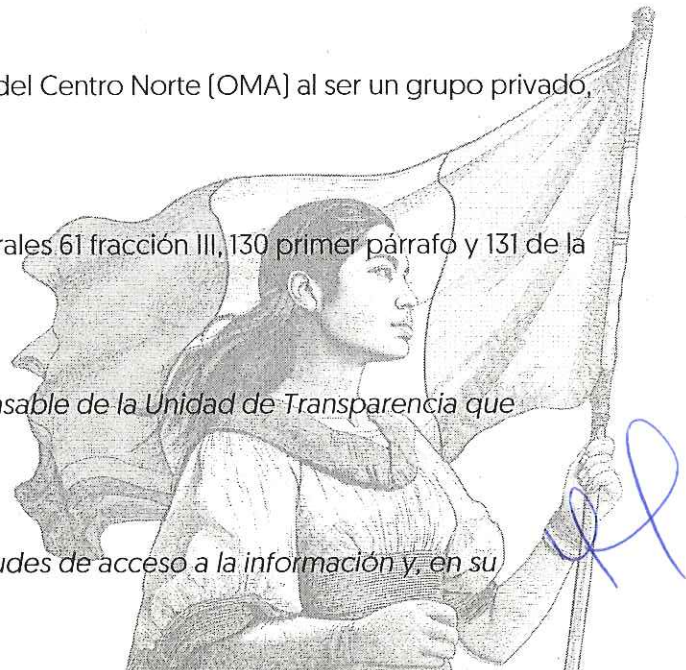 del Centro Norte (OMA) al ser un grupo privado,
rales 61 fracción III, 130 primer párrafo y 131 de la
nsable de la Unidad de Transparencia que
udes de acceso a la información y, en su